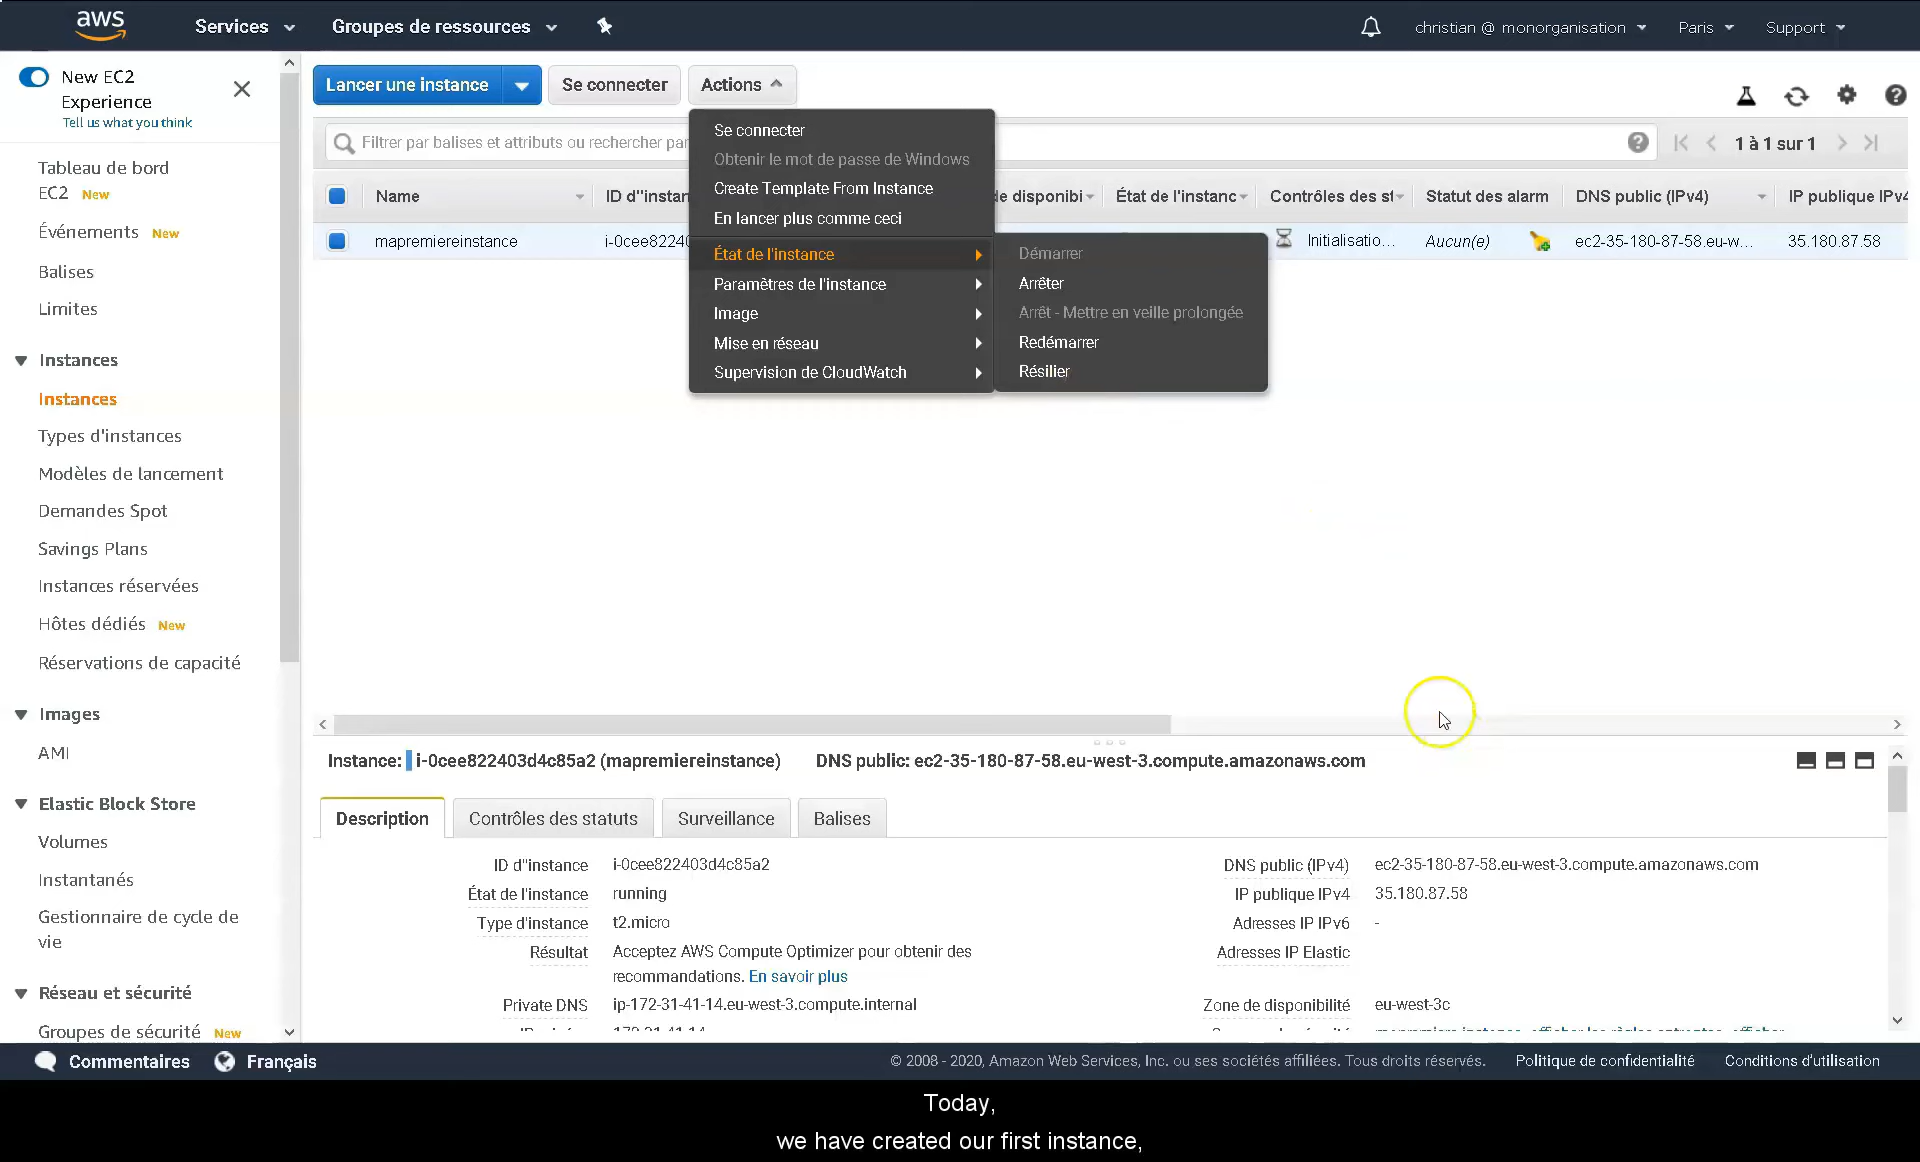 aws
Services
Groupes de ressources
christian @ monorganisation
Paris
Support
New EC2
Experience
Tell us what you think
Tableau de bord
EC2 New
Événements New
Balises
Limites
Instances
Instances
Types d'instances
Modèles de lancement
Demandes Spot
Savings Plans
Instances réservées
Hôtes dédiés New
Réservations de capacité
Images
AMI
Elastic Block Store
Volumes
Instantanés
Gestionnaire de cycle de
vie
Réseau et sécurité
Groupes de sécurité New
Lancer une instance
Se connecter
Actions
Filtrer par balises et attributs ou rechercher par
1 à 1 sur 1
Name
ID d''instan
de disponibi
État de l'instanc
Contrôles des st
Statut des alarm
DNS public (IPv4)
IP publique IPv4
mapremiereinstance
i-0cee82240
Initialisatio...
Aucun(e)
ec2-35-180-87-58.eu-w...
35.180.87.58
Se connecter
Obtenir le mot de passe de Windows
Create Template From Instance
En lancer plus comme ceci
État de l'instance
Paramètres de l'instance
Image
Mise en réseau
Supervision de CloudWatch
Démarrer
Arrêter
Arrêt - Mettre en veille prolongée
Redémarrer
Résilier
Instance: i-0cee822403d4c85a2 (mapremiereinstance)
DNS public: ec2-35-180-87-58.eu-west-3.compute.amazonaws.com
Description
Contrôles des statuts
Surveillance
Balises
ID d''instance i-0cee822403d4c85a2
État de l'instance running
Type d'instance t2.micro
Résultat Acceptez AWS Compute Optimizer pour obtenir des
recommandations. En savoir plus
Private DNS ip-172-31-41-14.eu-west-3.compute.internal
DNS public (IPv4) ec2-35-180-87-58.eu-west-3.compute.amazonaws.com
IP publique IPv4 35.180.87.58
Adresses IP IPv6 -
Adresses IP Elastic
Zone de disponibilité eu-west-3c
Commentaires
Français
© 2008 - 2020, Amazon Web Services, Inc. ou ses sociétés affiliées. Tous droits réservés.
Politique de confidentialité
Conditions d'utilisation
Today,
we have created our first instance,